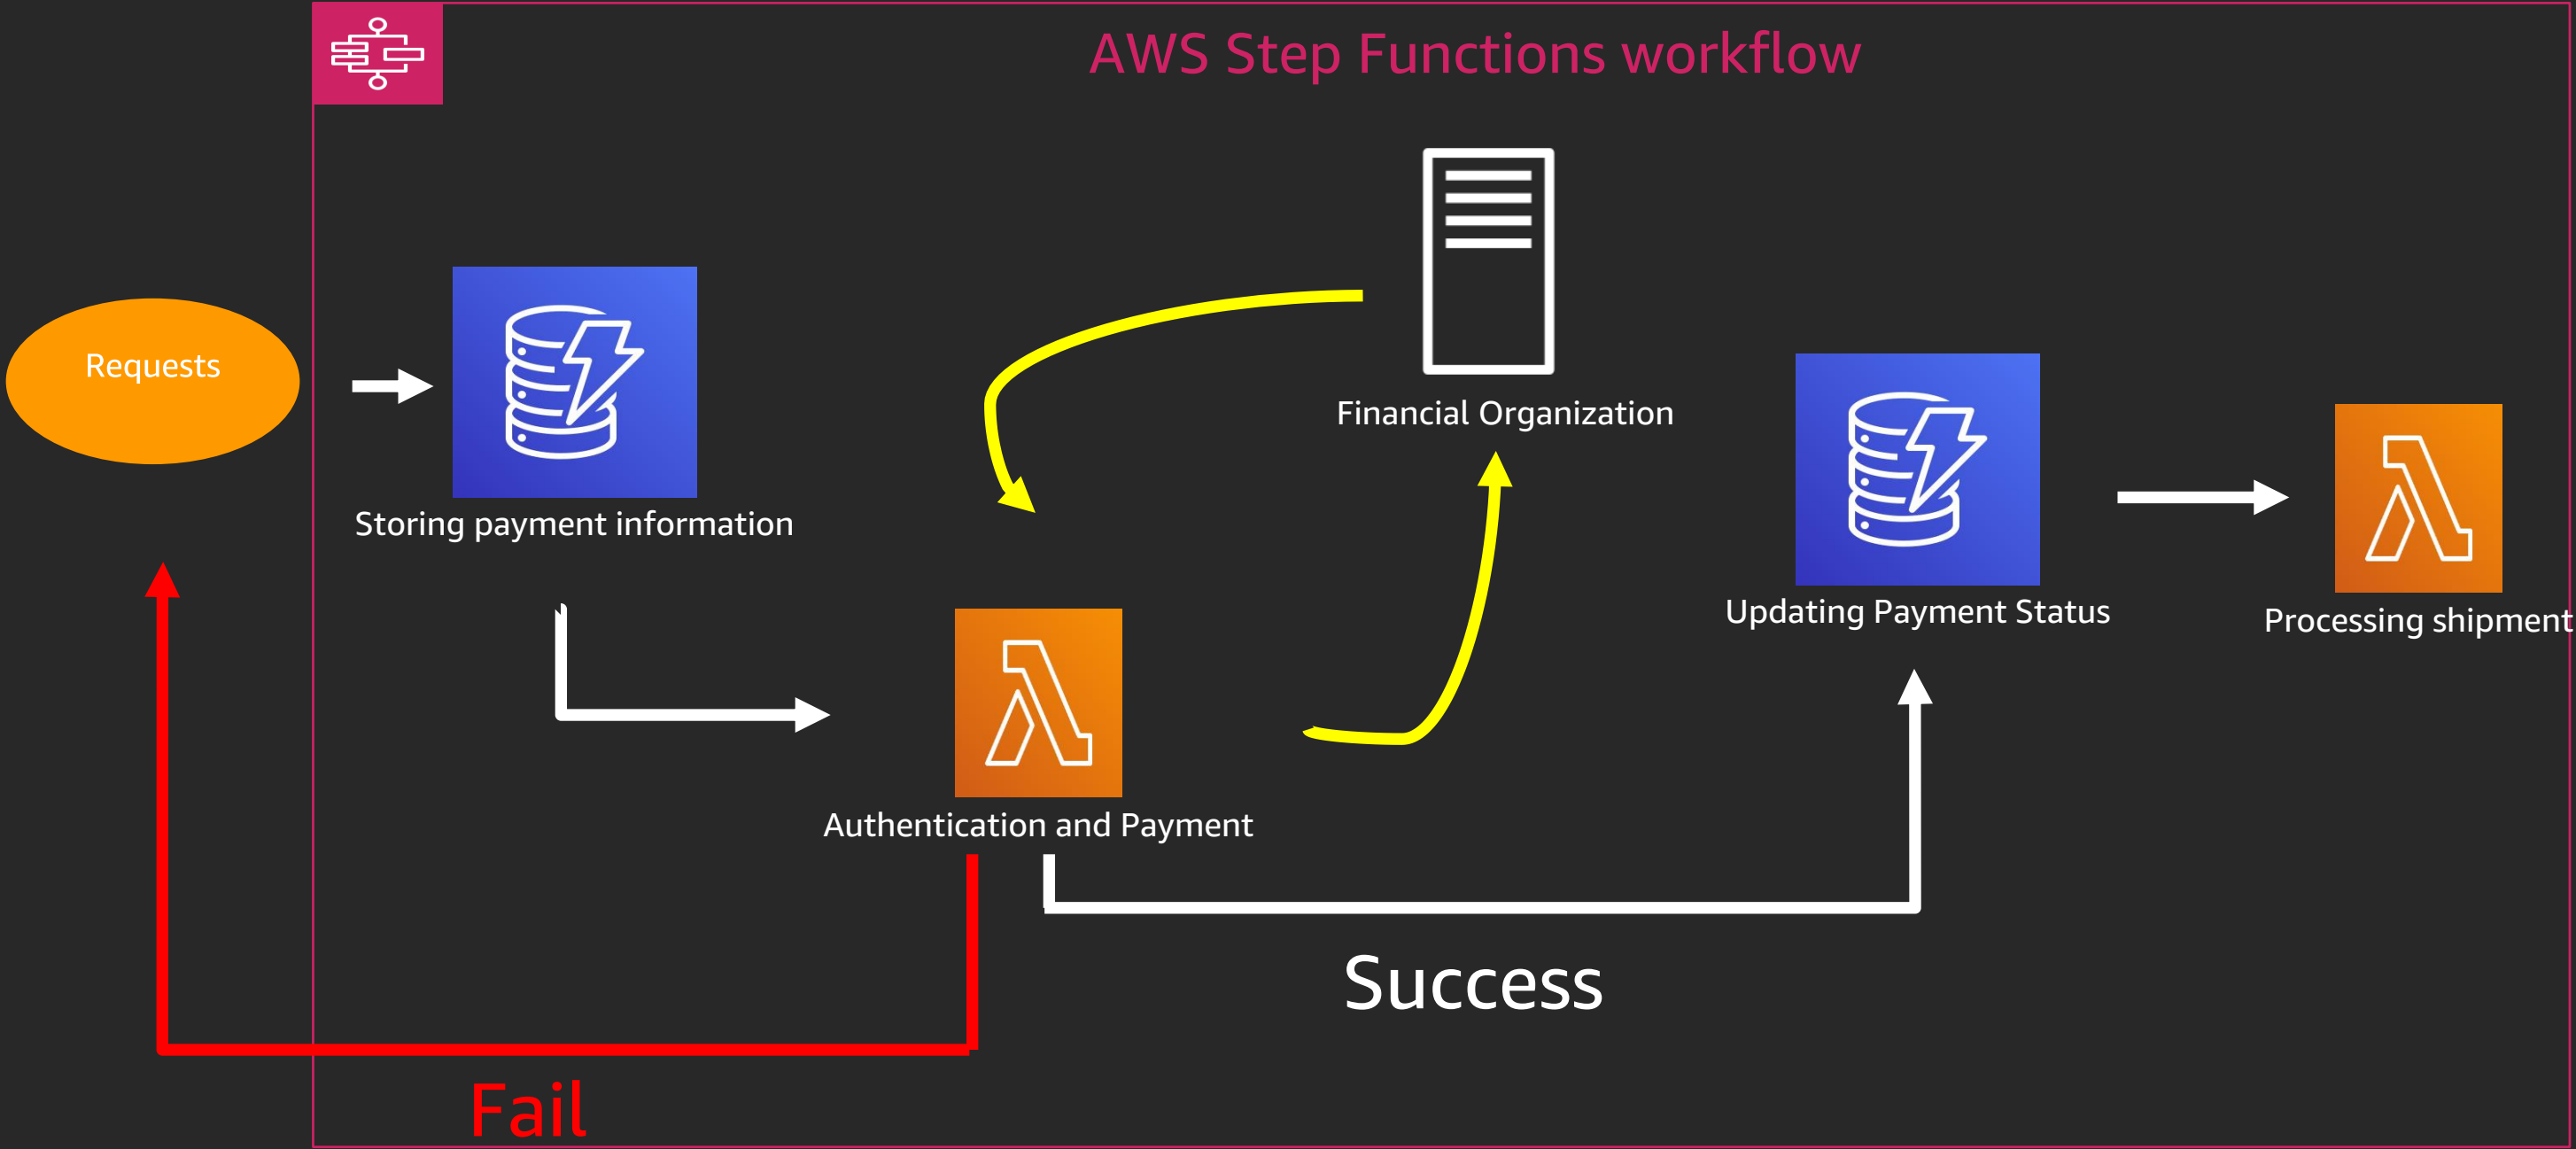 AWS Step Functions workflow
Requests
Storing payment information
Financial Organization
Updating Payment Status
Processing shipment
Authentication and Payment
Success
Fail